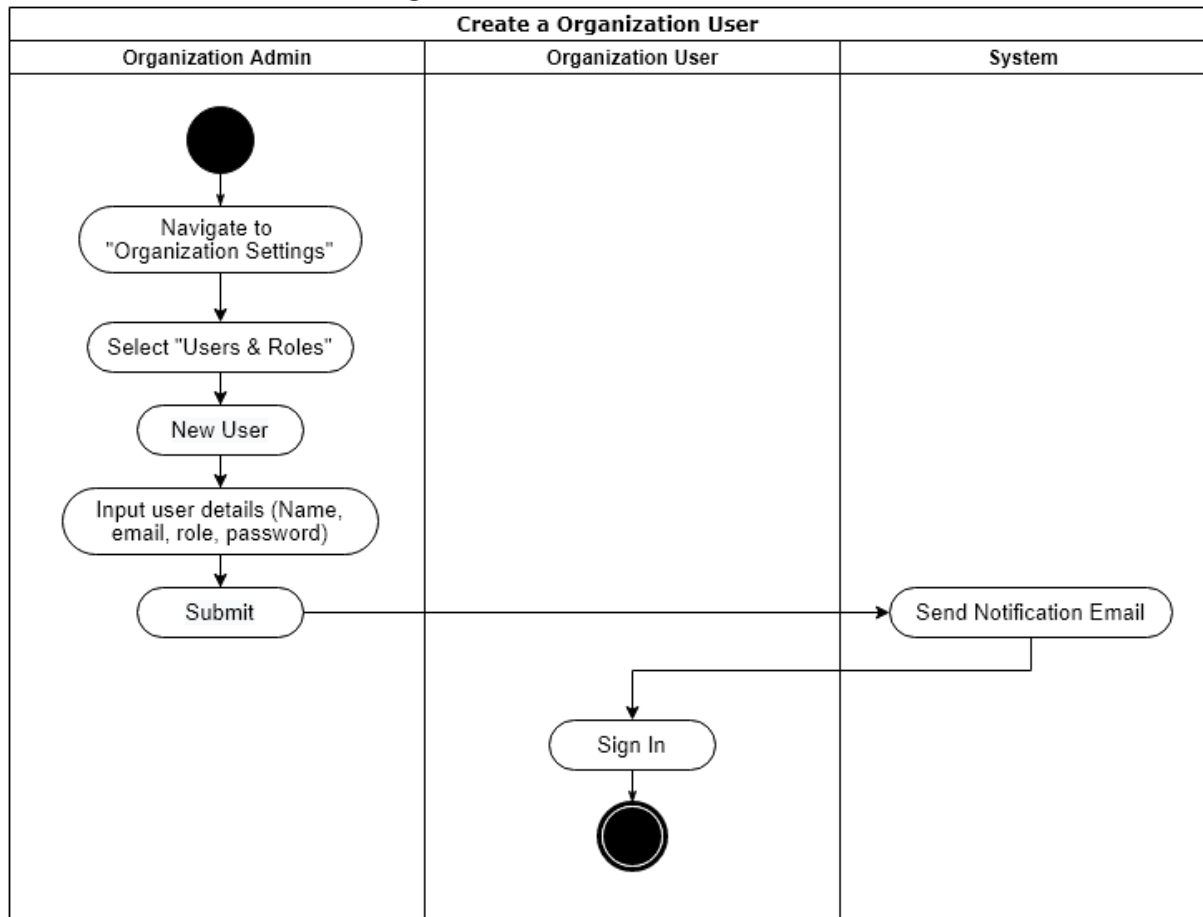 Create a Organization User
Organization Admin
Organization User
System
Navigate to
"Organization Settings"
Select "Users & Roles"
New User
Input user details (Name,
email, role, password)
Submit
Send Notification Email
Sign In